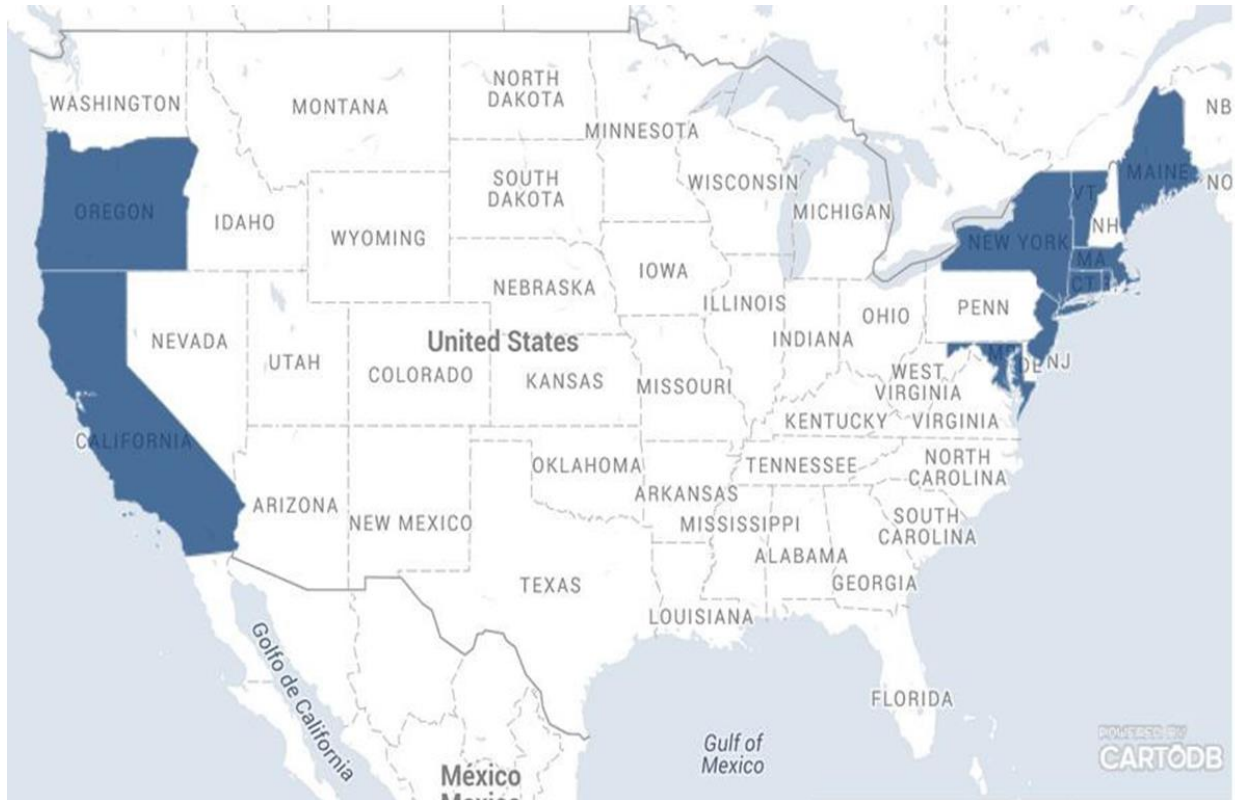 NORTH
DAKOTA
WASHINGTON
MONTANA
NB
MINNESOTA
SOUTH
DAKOTA
WISCONSIN
MAINE
NO
OREGON
IDAHO
WYOMING
MICHIGAN
VT
NH
NEW YORK
MA
CT
IOWA
NEBRASKA
ILLINOIS
PENN
OHIO
NEVADA
United States
INDIANA
UTAH
COLORADO
KANSAS
MISSOURI
WEST
VIRGINIA
DE
NJ
CALIFORNIA
KENTUCKY
VIRGINIA
OKLAHOMA
TENNESSEE
NORTH
CAROLINA
ARIZONA
NEW MEXICO
ARKANSAS
MISSISSIPPI
SOUTH
CAROLINA
ALABAMA
TEXAS
GEORGIA
LOUISIANA
Golfo de California
FLORIDA
Gulf of
Mexico
México
POWERED BY
CARTODB